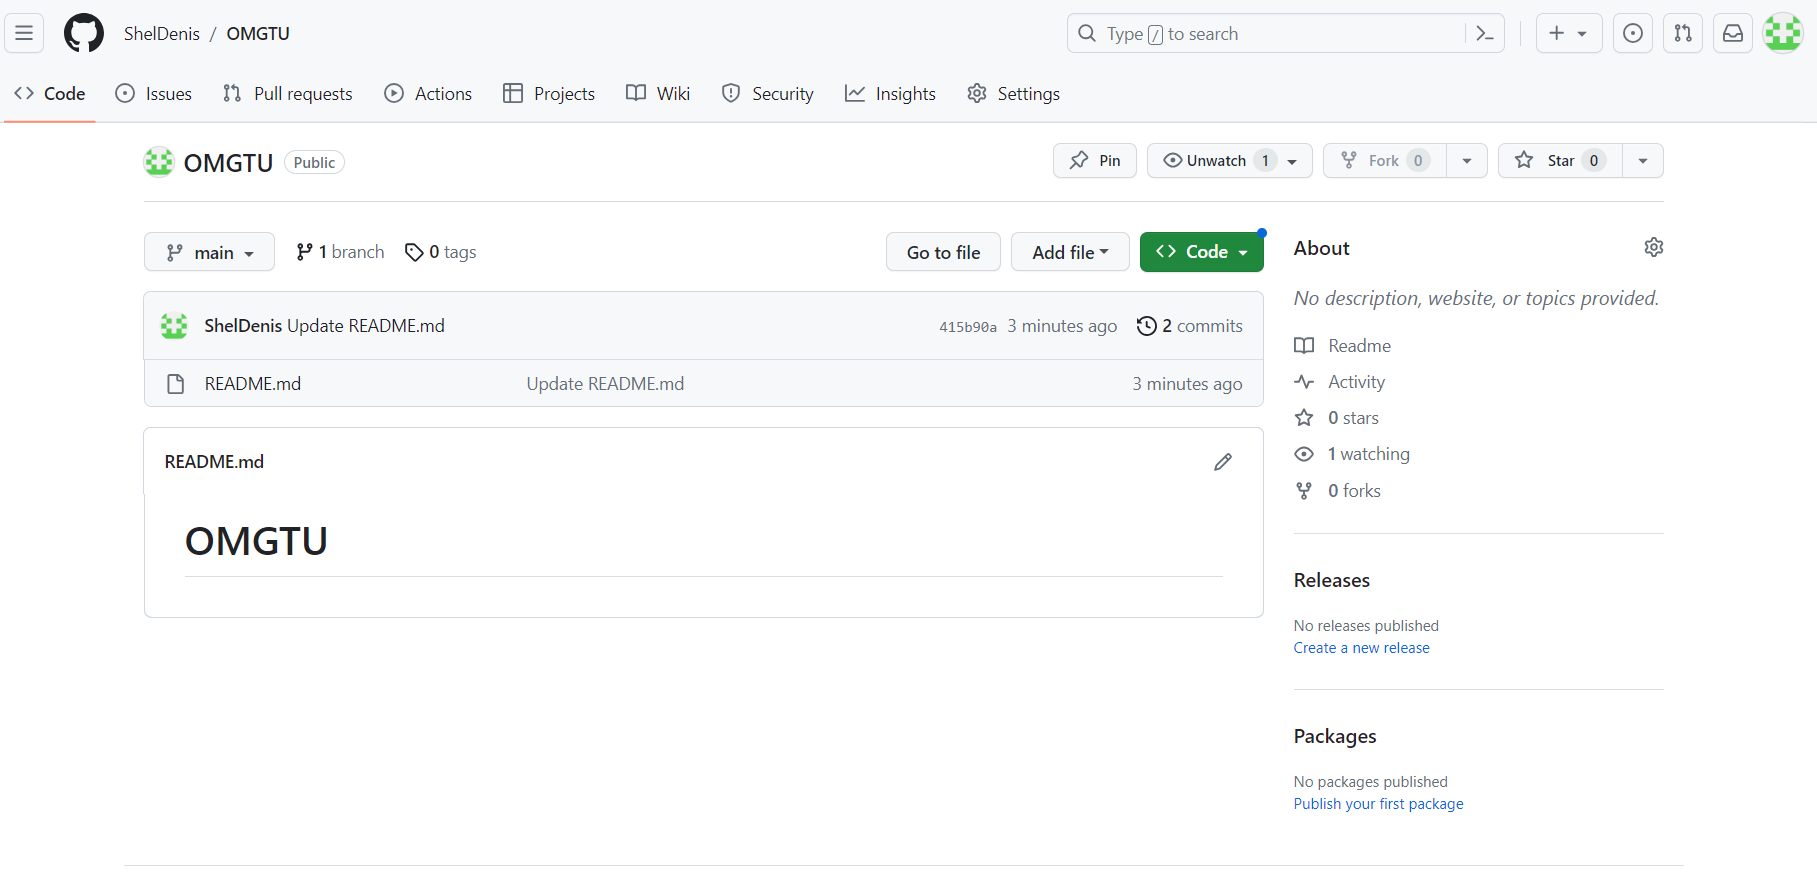 ShelDenis / OMGTU
Type / to search
Code Issues Pull requests Actions Projects Wiki Security Insights Settings
OMGTU Public
Pin Unwatch 1 Fork 0 Star 0
main 1 branch 0 tags Go to file Add file Code
ShelDenis Update README.md 415b90a 3 minutes ago 2 commits
README.md Update README.md 3 minutes ago
README.md
OMGTU
About
No description, website, or topics provided.
Readme
Activity
0 stars
1 watching
0 forks
Releases
No releases published
Create a new release
Packages
No packages published
Publish your first package